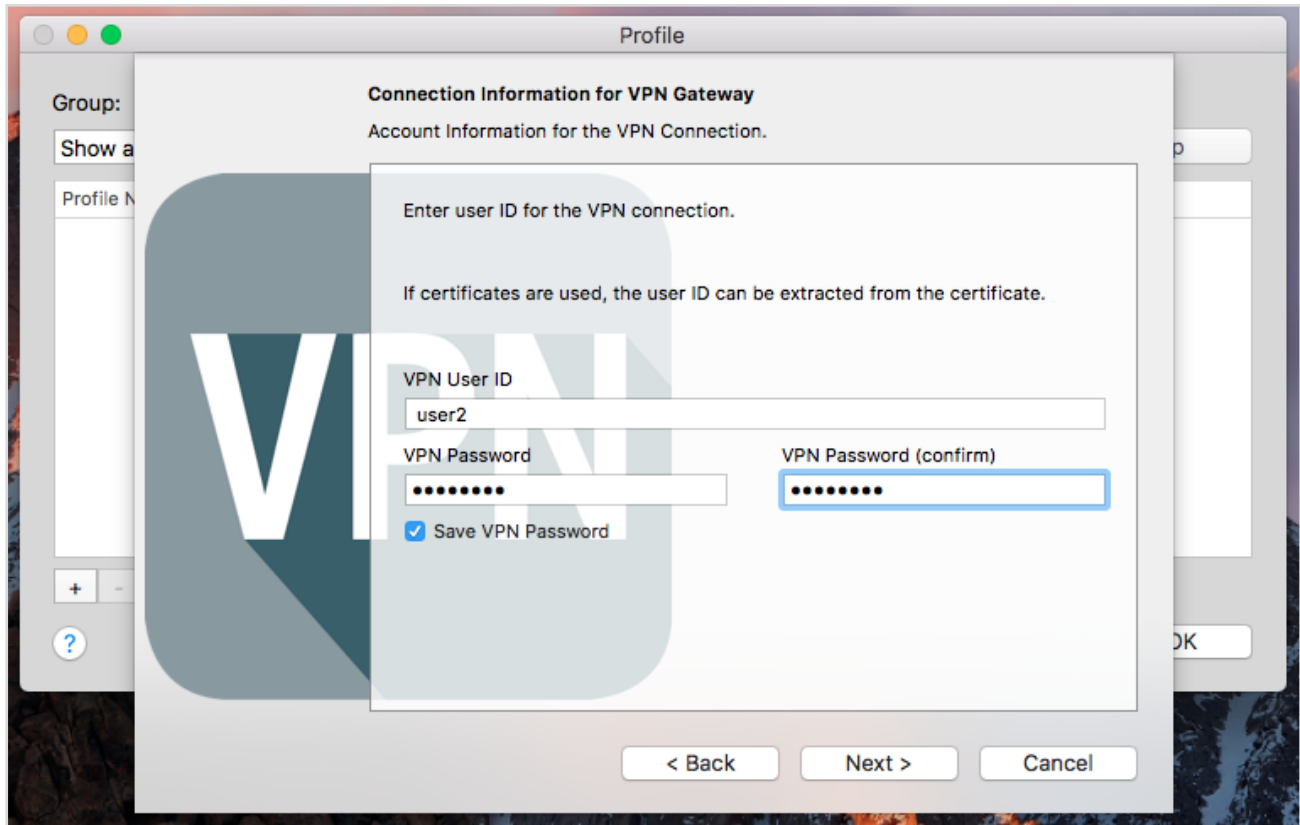 Profile
Group:
Show a
Profile N
Connection Information for VPN Gateway
Account Information for the VPN Connection.
p
Enter user ID for the VPN connection.
If certificates are used, the user ID can be extracted from the certificate.
VPN
VPN User ID
user2
VPN Password VPN Password (confirm)
•••••••• ••••••••
Save VPN Password
+ -
?
OK
< Back Next > Cancel